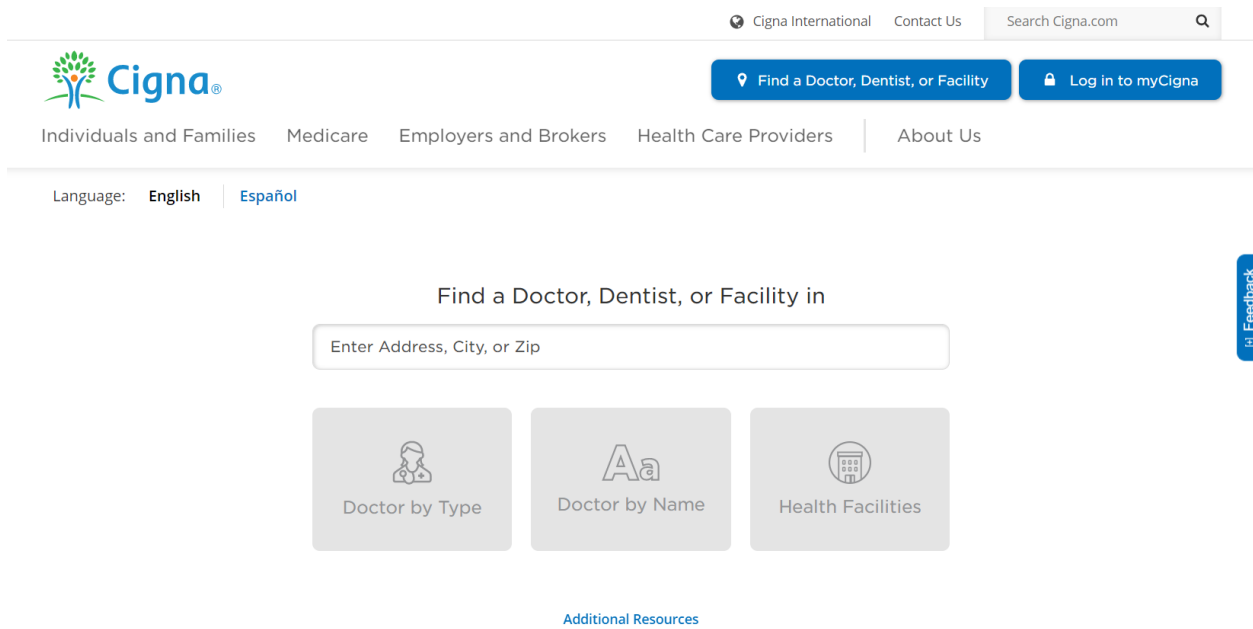 Cigna International Contact Us Search Cigna.com
Cigna®
Find a Doctor, Dentist, or Facility Log in to myCigna
Individuals and Families Medicare Employers and Brokers Health Care Providers About Us
Language: English Español
Feedback
Find a Doctor, Dentist, or Facility in
Enter Address, City, or Zip
Aa
Doctor by Type Doctor by Name Health Facilities
Additional Resources